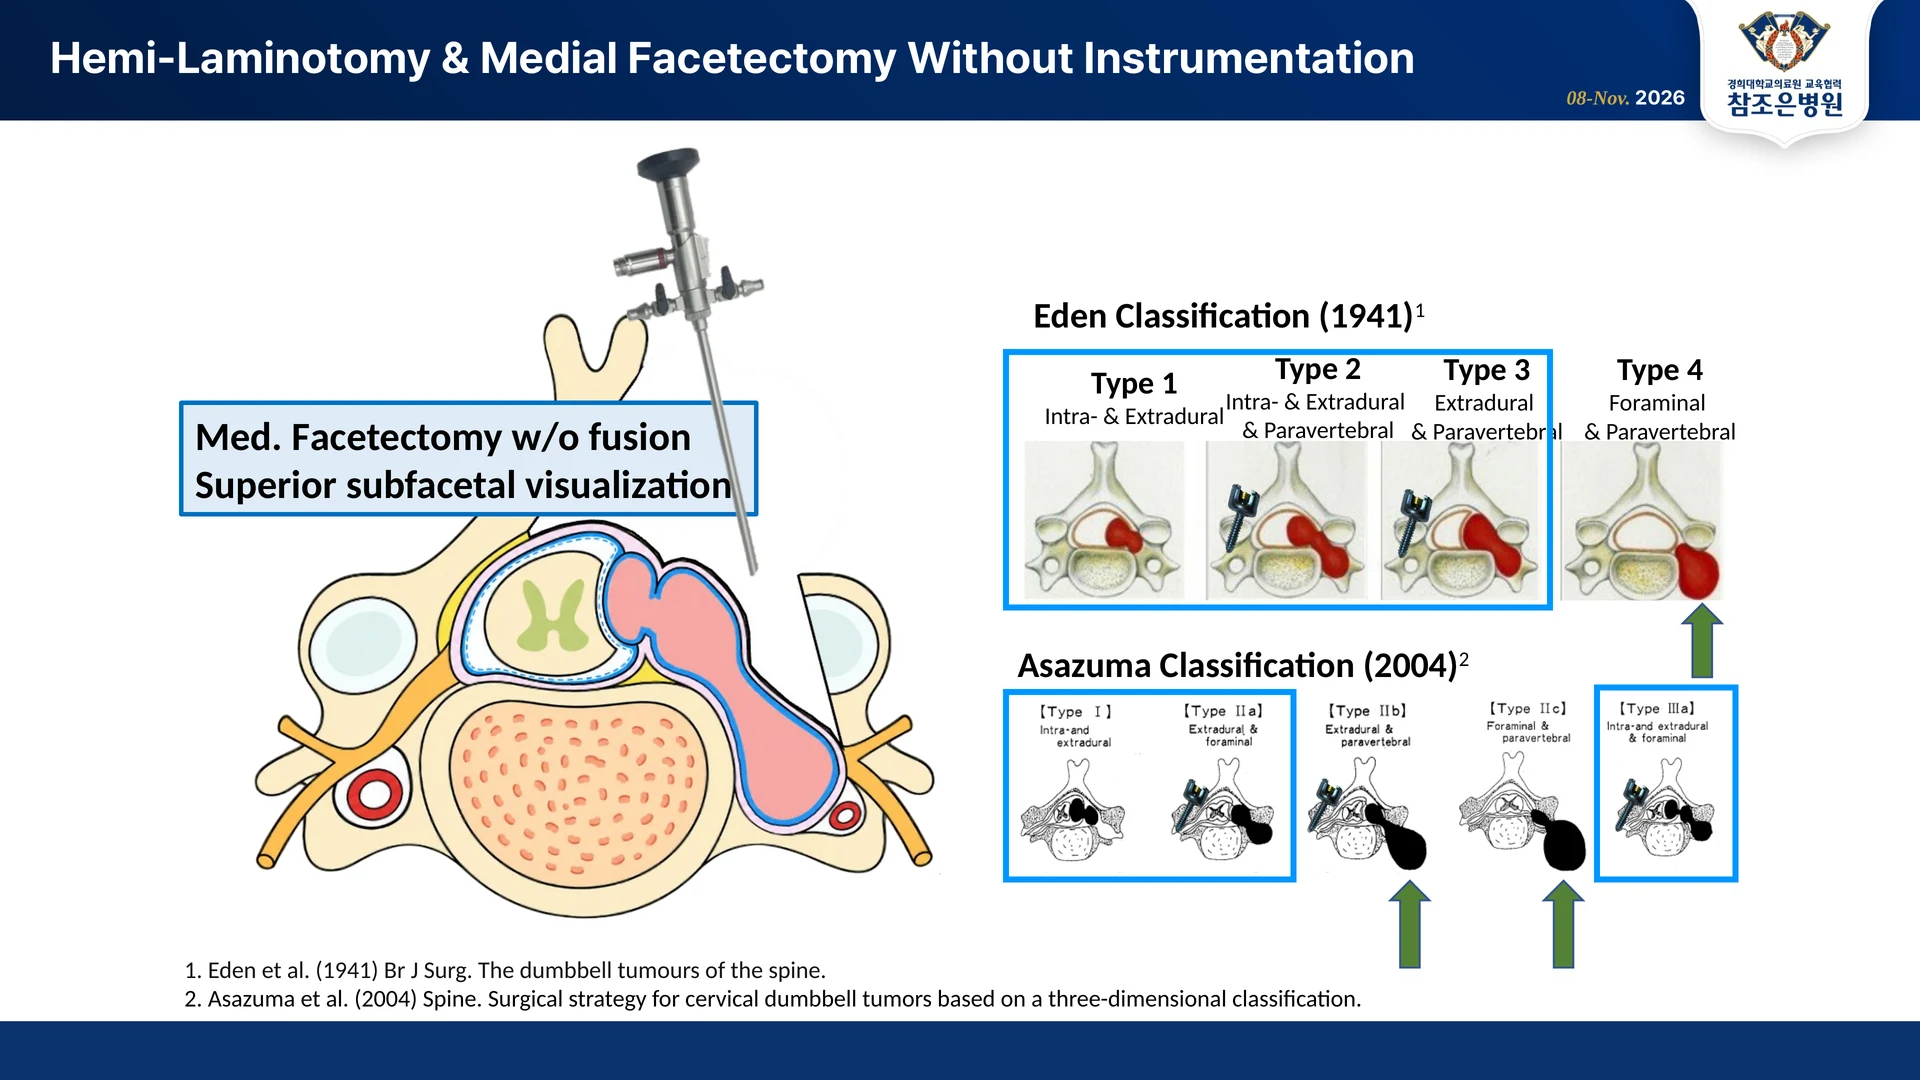 Hemi-Laminotomy & Medial Facetectomy Without Instrumentation
08-Nov. 2026
경희대학교의료원 교육협력
참조은병원
Med. Facetectomy w/o fusion
Superior subfacetal visualization
Eden Classification (1941)1
Type 1
Intra- & Extradural
Type 2
Intra- & Extradural
& Paravertebral
Type 3
Extradural
& Paravertebral
Type 4
Foraminal
& Paravertebral
Asazuma Classification (2004)2
【Type Ⅰ】
Intra-and
extradural
【Type Ⅱa】
Extradural &
foraminal
【Type Ⅱb】
Extradural &
paravertebral
【Type Ⅱc】
Foraminal &
paravertebral
【Type Ⅲa】
Intra-and extradural
& foraminal
1. Eden et al. (1941) Br J Surg. The dumbbell tumours of the spine.
2. Asazuma et al. (2004) Spine. Surgical strategy for cervical dumbbell tumors based on a three-dimensional classification.